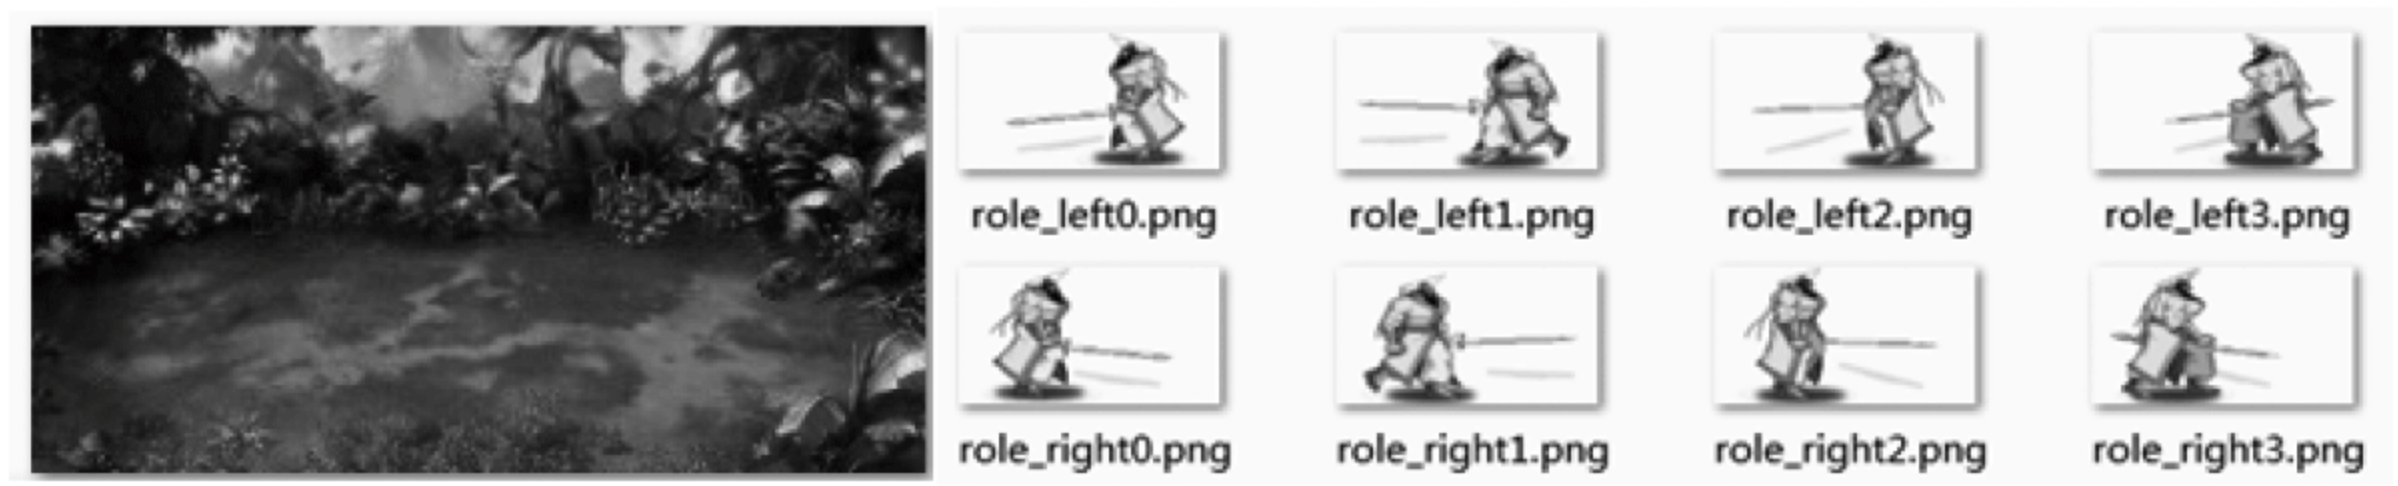 role_left0.png
role_left1.png
role_left2.png
role_left3.png
role_right0.png
role_right1.png
role_right2.png
role_right3.png